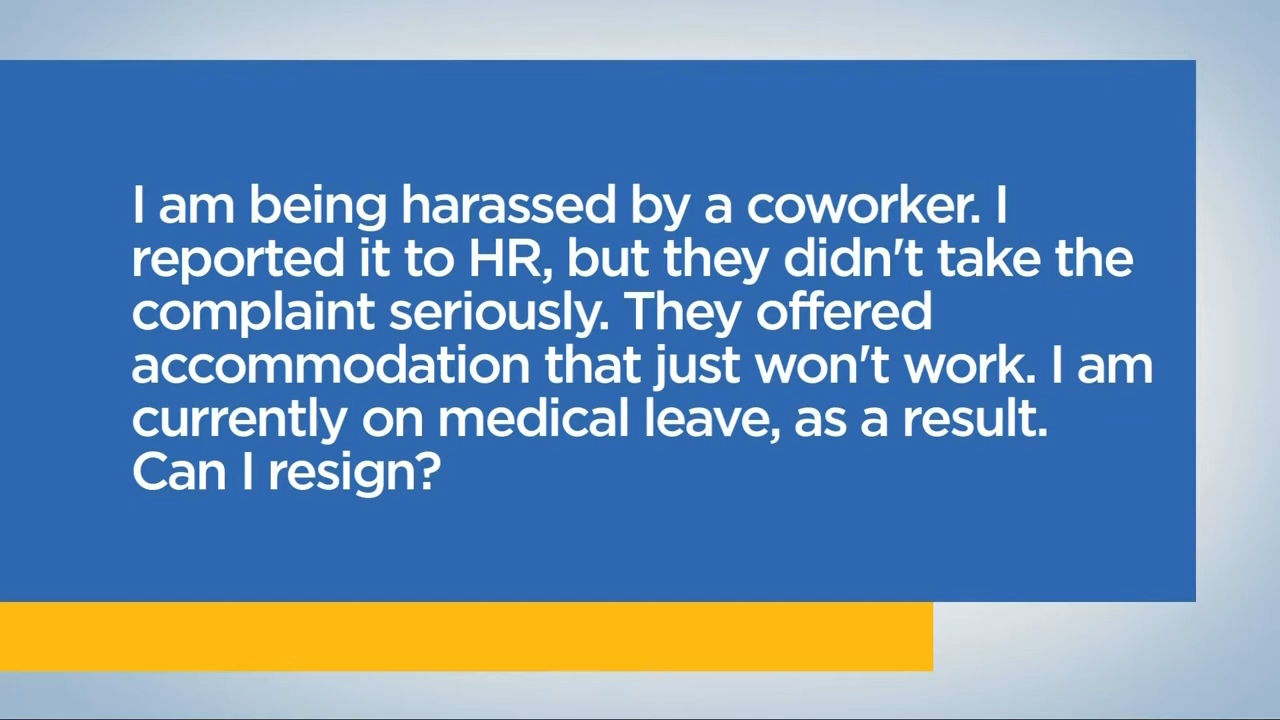 I am being harassed by a coworker. I
reported it to HR, but they didn't take the
complaint seriously. They offered
accommodation that just won't work. I am
currently on medical leave, as a result.
Can I resign?